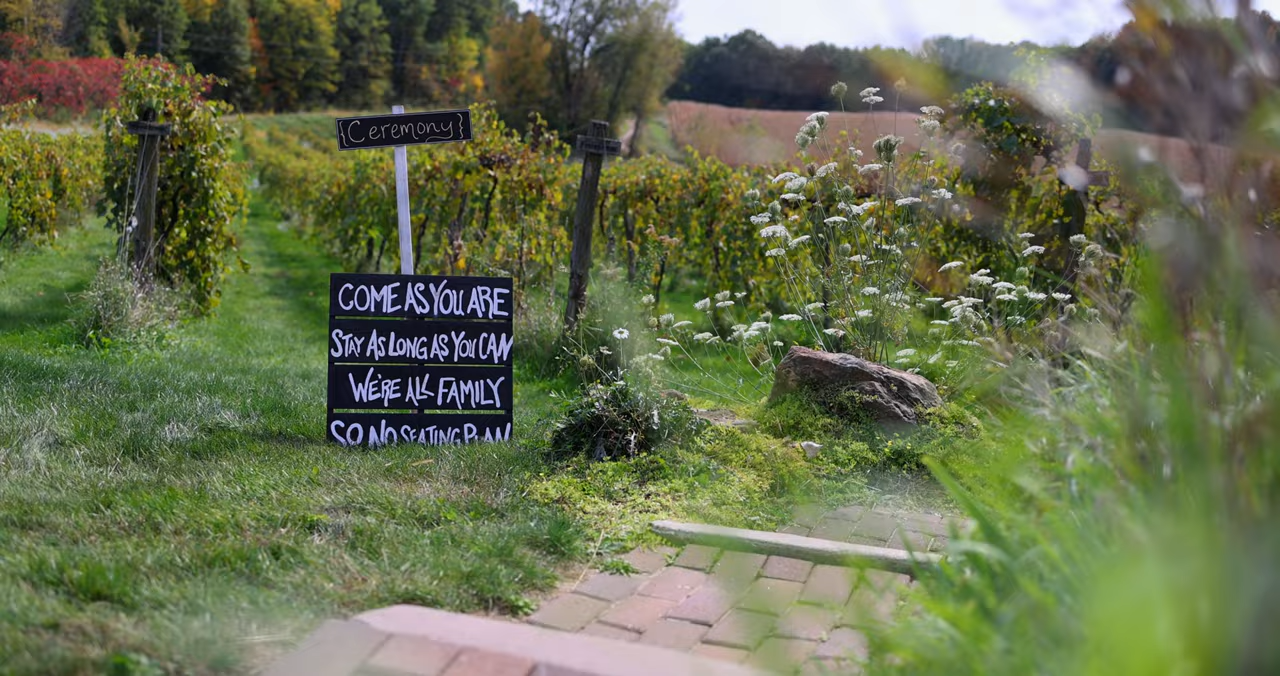 {Ceremony}
COME AS YOU ARE
STAY AS LONG AS YOU CAN
WE'RE ALL FAMILY
SO NO SEATING PLAN